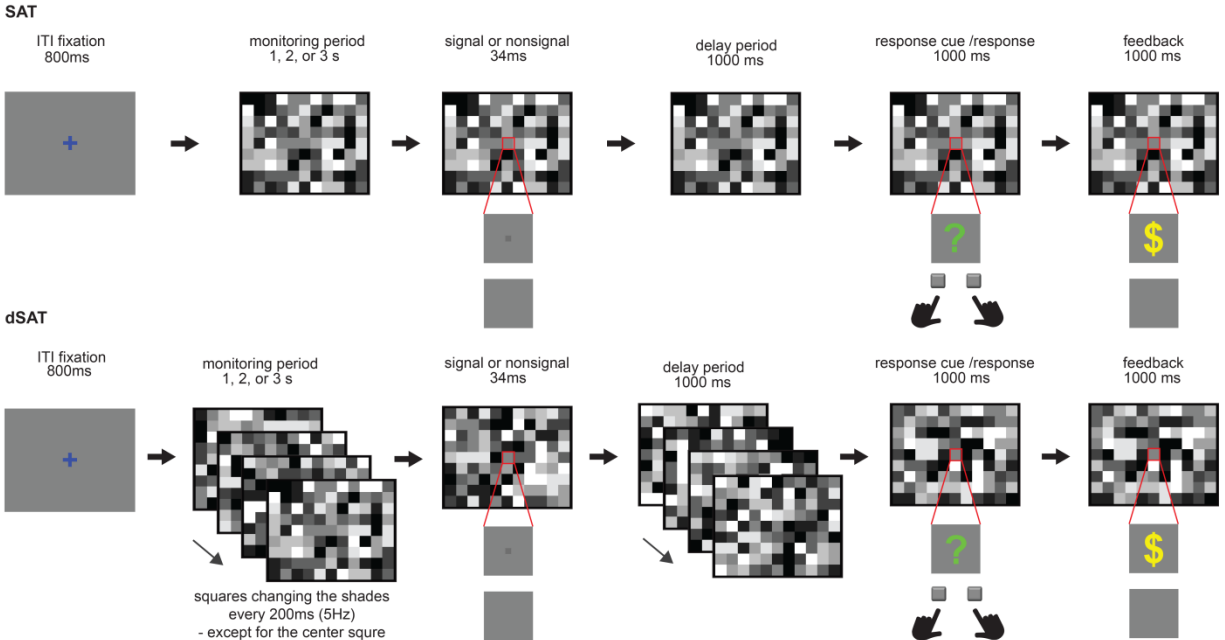 SAT
ITI fixation
800ms
monitoring period
1, 2, or 3 s
signal or nonsignal
34ms
delay period
1000 ms
response cue /response
1000 ms
feedback
1000 ms
?
$
dSAT
ITI fixation
800ms
monitoring period
1, 2, or 3 s
signal or nonsignal
34ms
delay period
1000 ms
response cue /response
1000 ms
feedback
1000 ms
?
$
squares changing the shades
every 200ms (5Hz)
- except for the center squre